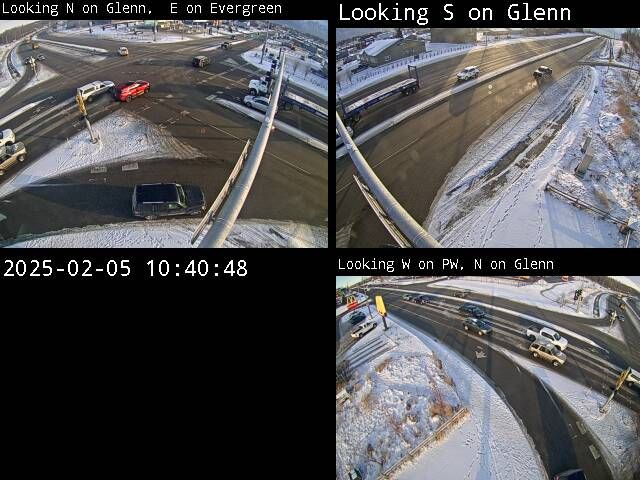 Looking N on Glenn,  E on Evergreen
Looking S on Glenn
2025-02-05 10:40:48
Looking W on PW, N on Glenn